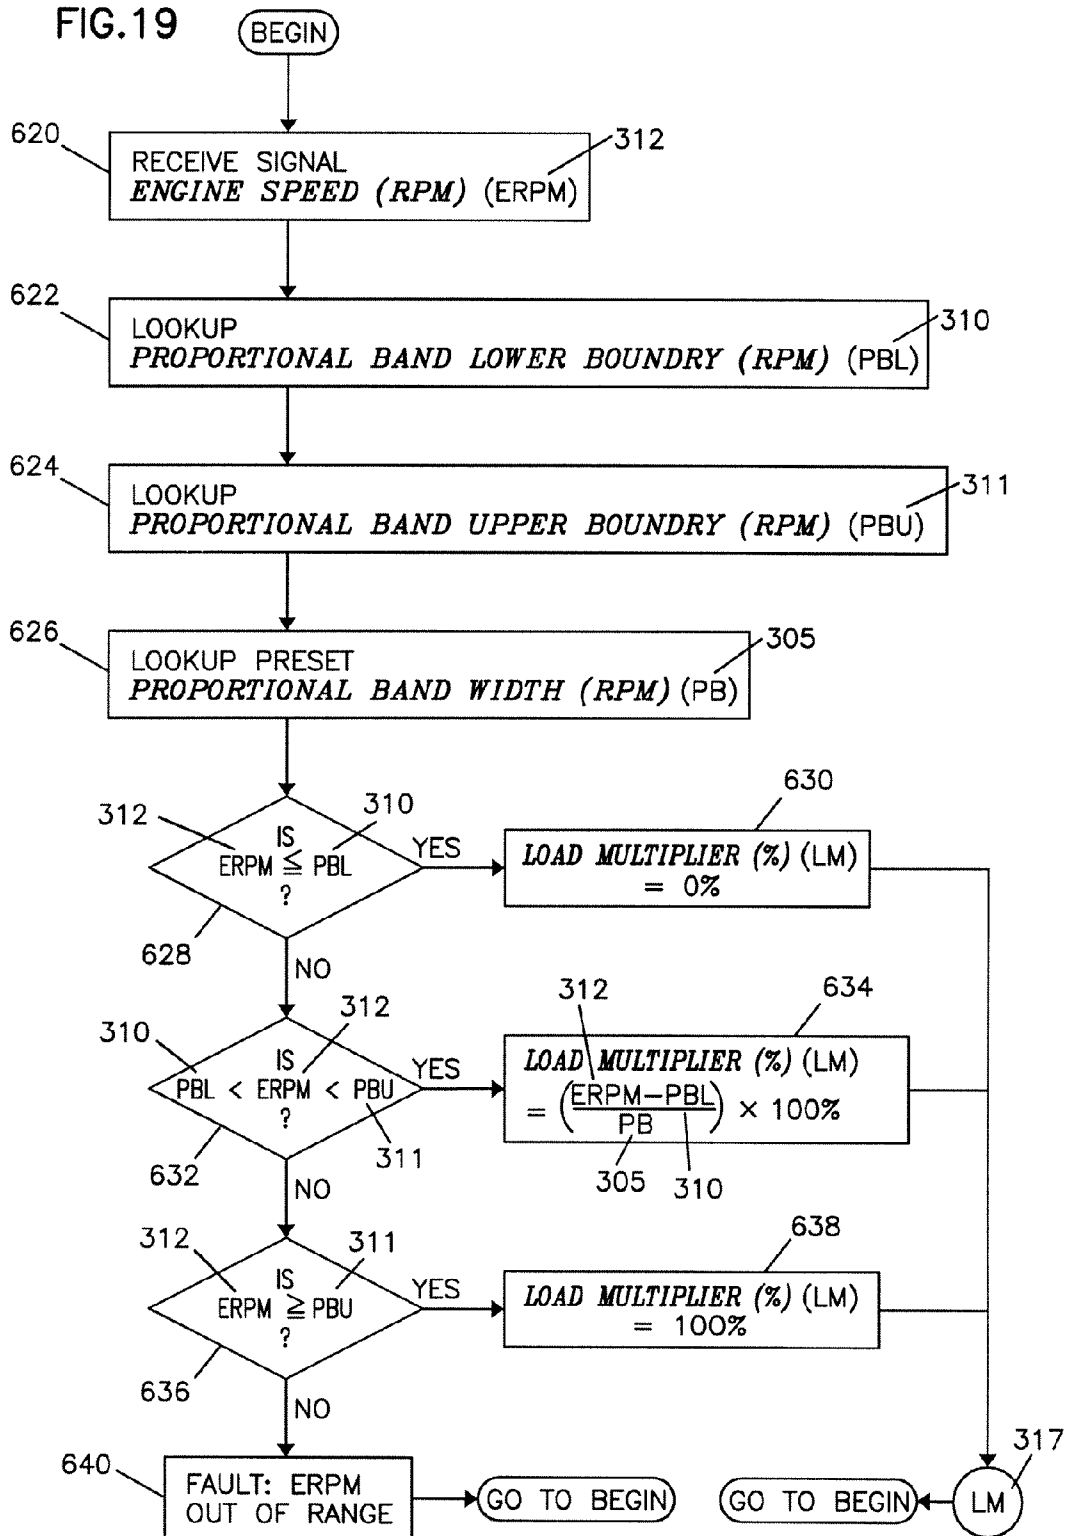 FIG.19
BEGIN
620
312
RECEIVE SIGNAL
ENGINE SPEED (RPM) (ERPM)
622
310
LOOKUP
PROPORTIONAL BAND LOWER BOUNDRY (RPM) (PBL)
624
311
LOOKUP
PROPORTIONAL BAND UPPER BOUNDRY (RPM) (PBU)
626
305
LOOKUP PRESET
PROPORTIONAL BAND WIDTH (RPM) (PB)
312
310
IS
ERPM ≦ PBL
?
628
YES
630
LOAD MULTIPLIER (%) (LM)
= 0%
NO
310
312
IS
PBL < ERPM < PBU
?
632
311
YES
312
634
LOAD MULTIPLIER (%) (LM)
= (ERPM–PBL/PB) × 100%
305
310
NO
312
311
IS
ERPM ≧ PBU
?
636
YES
638
LOAD MULTIPLIER (%) (LM)
= 100%
NO
640
FAULT: ERPM
OUT OF RANGE
GO TO BEGIN
GO TO BEGIN
LM
317